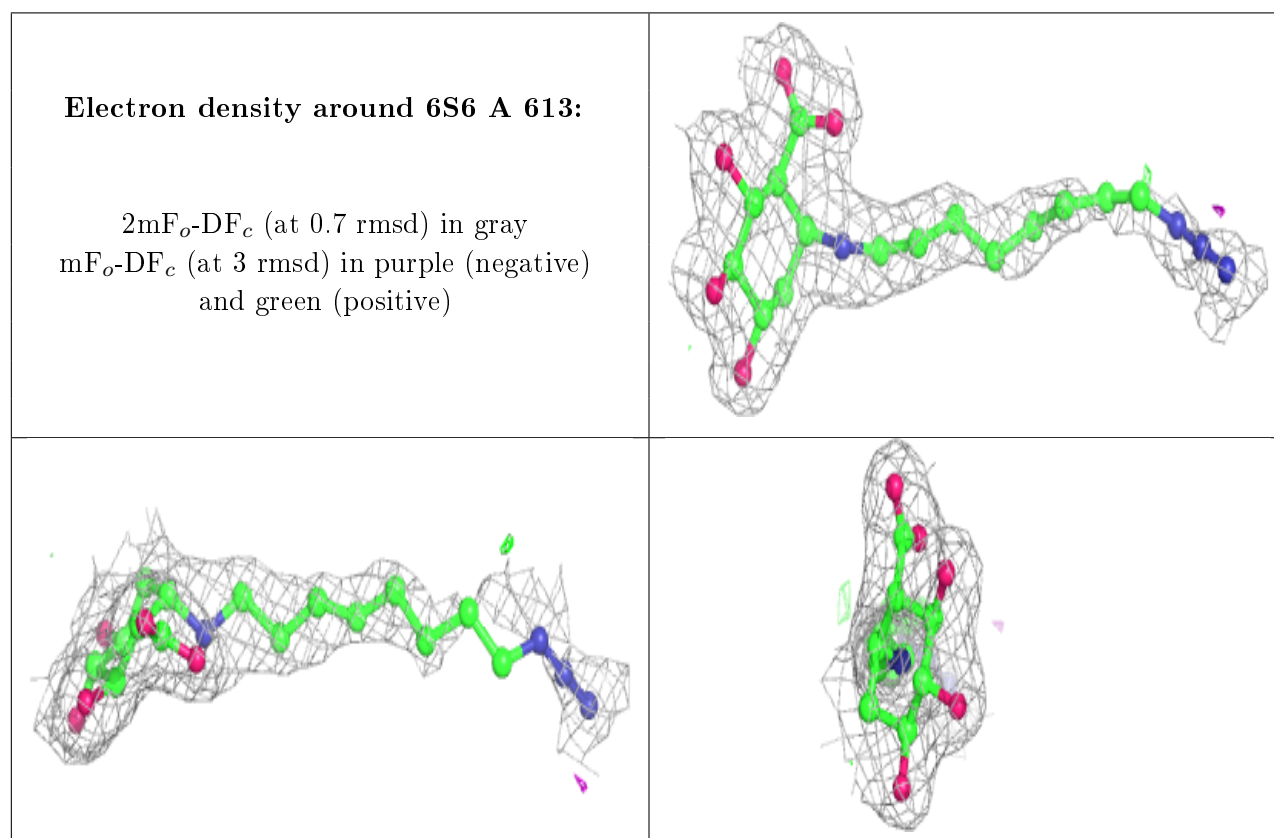 Electron density around 6S6 A 613:
2mFo-DFc (at 0.7 rmsd) in gray
mFo-DFc (at 3 rmsd) in purple (negative)
and green (positive)